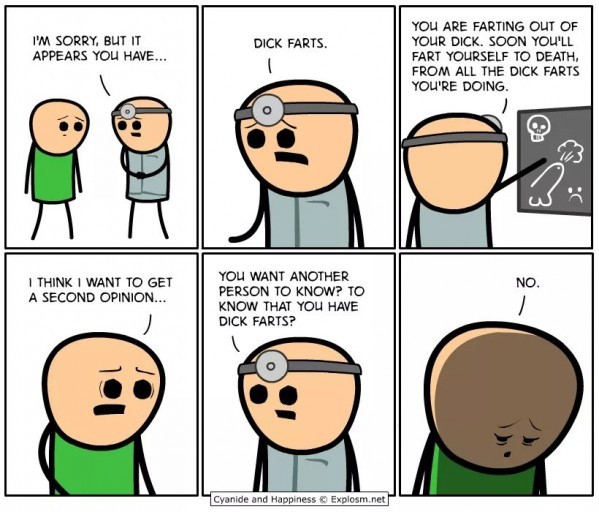 I'M SORRY, BUT IT
APPEARS YOU HAVE...
DICK FARTS.
YOU ARE FARTING OUT OF
YOUR DICK. SOON YOU'LL
FART YOURSELF TO DEATH,
FROM ALL THE DICK FARTS
YOU'RE DOING.
I THINK I WANT TO GET
A SECOND OPINION...
YOU WANT ANOTHER
PERSON TO KNOW? TO
KNOW THAT YOU HAVE
DICK FARTS?
NO.
Cyanide and Happiness © Explosm.net